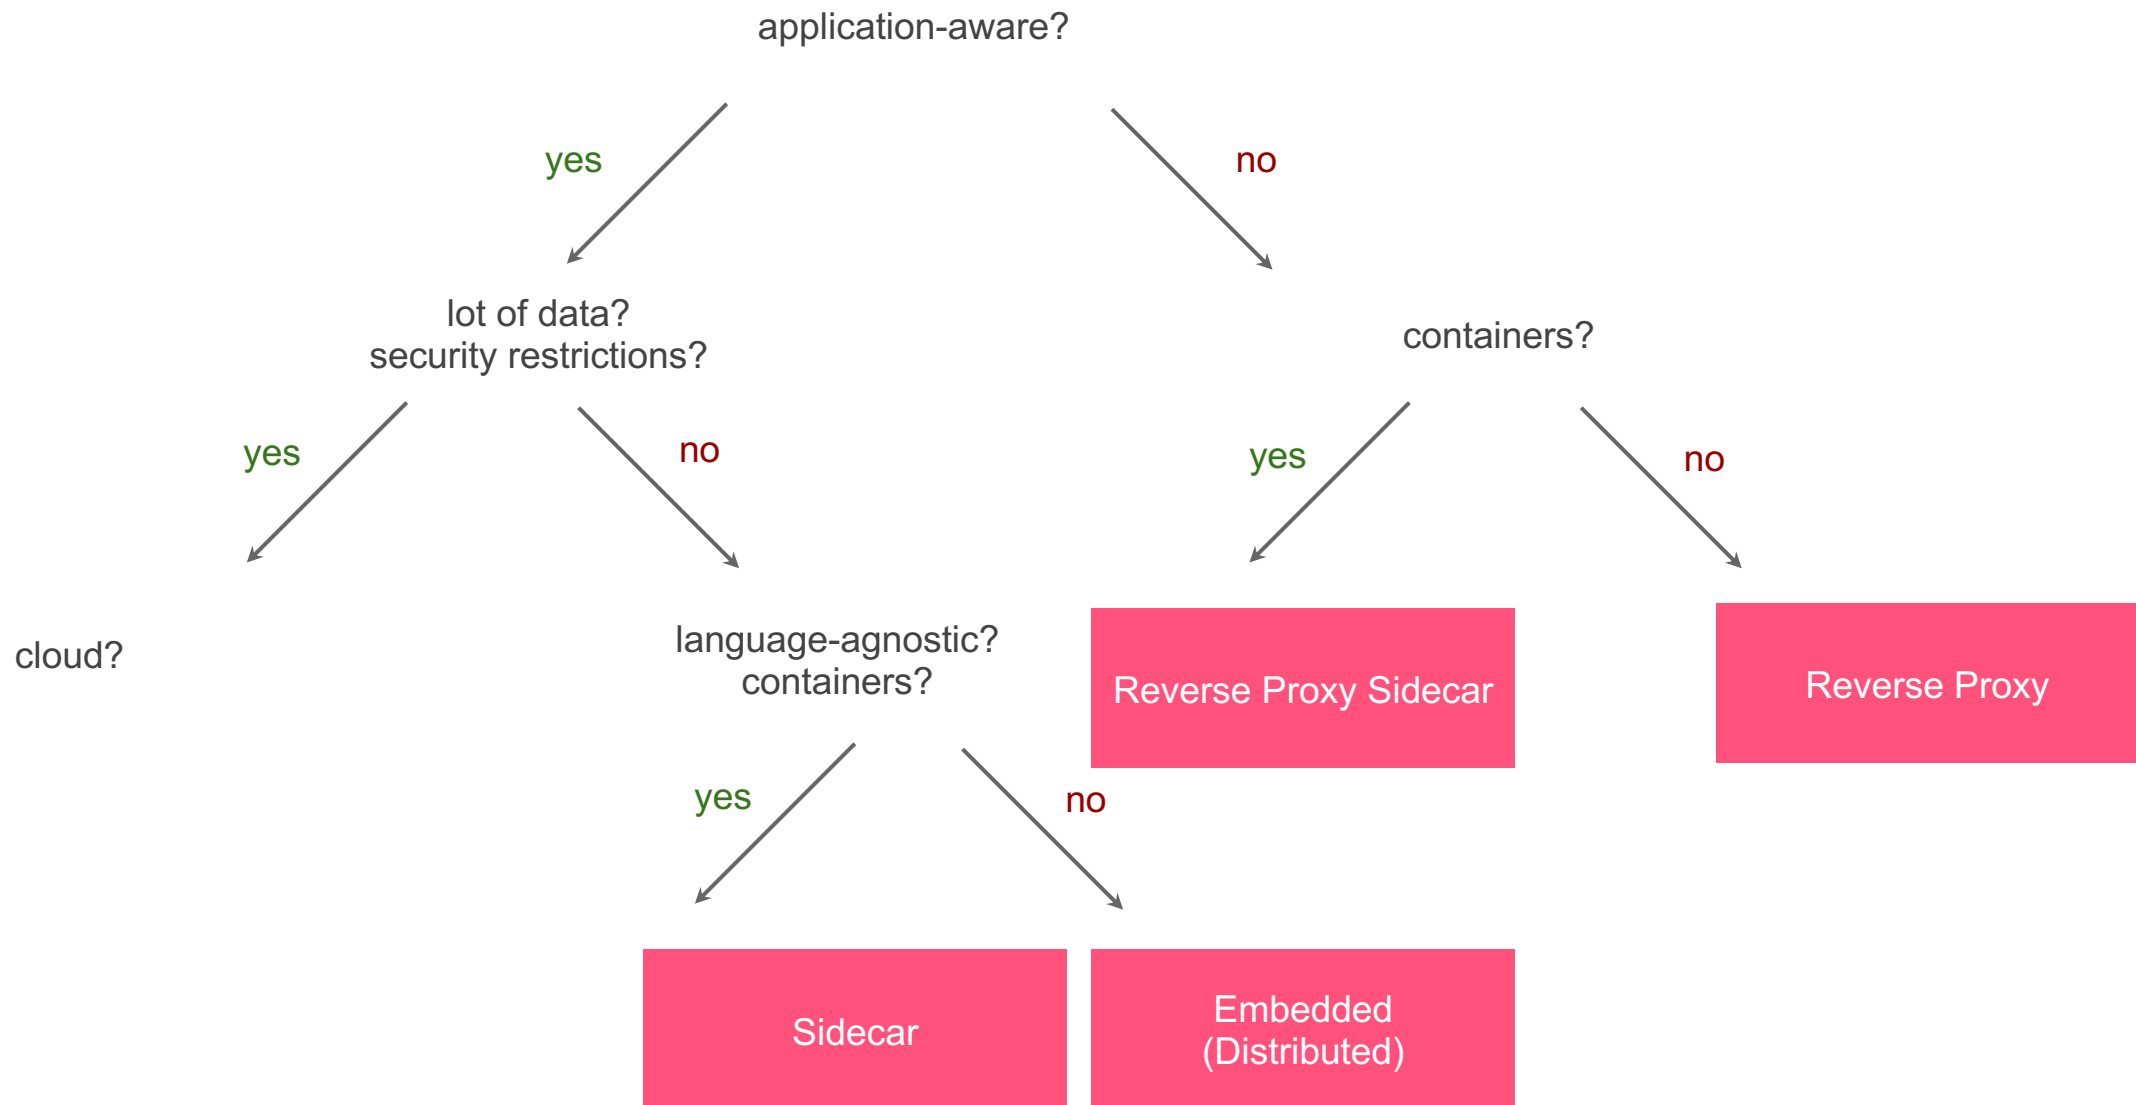 application-aware?
yes
no
lot of data?
security restrictions?
containers?
yes
no
yes
no
cloud?
language-agnostic?
containers?
Reverse Proxy Sidecar
Reverse Proxy
yes
no
Sidecar
Embedded
(Distributed)